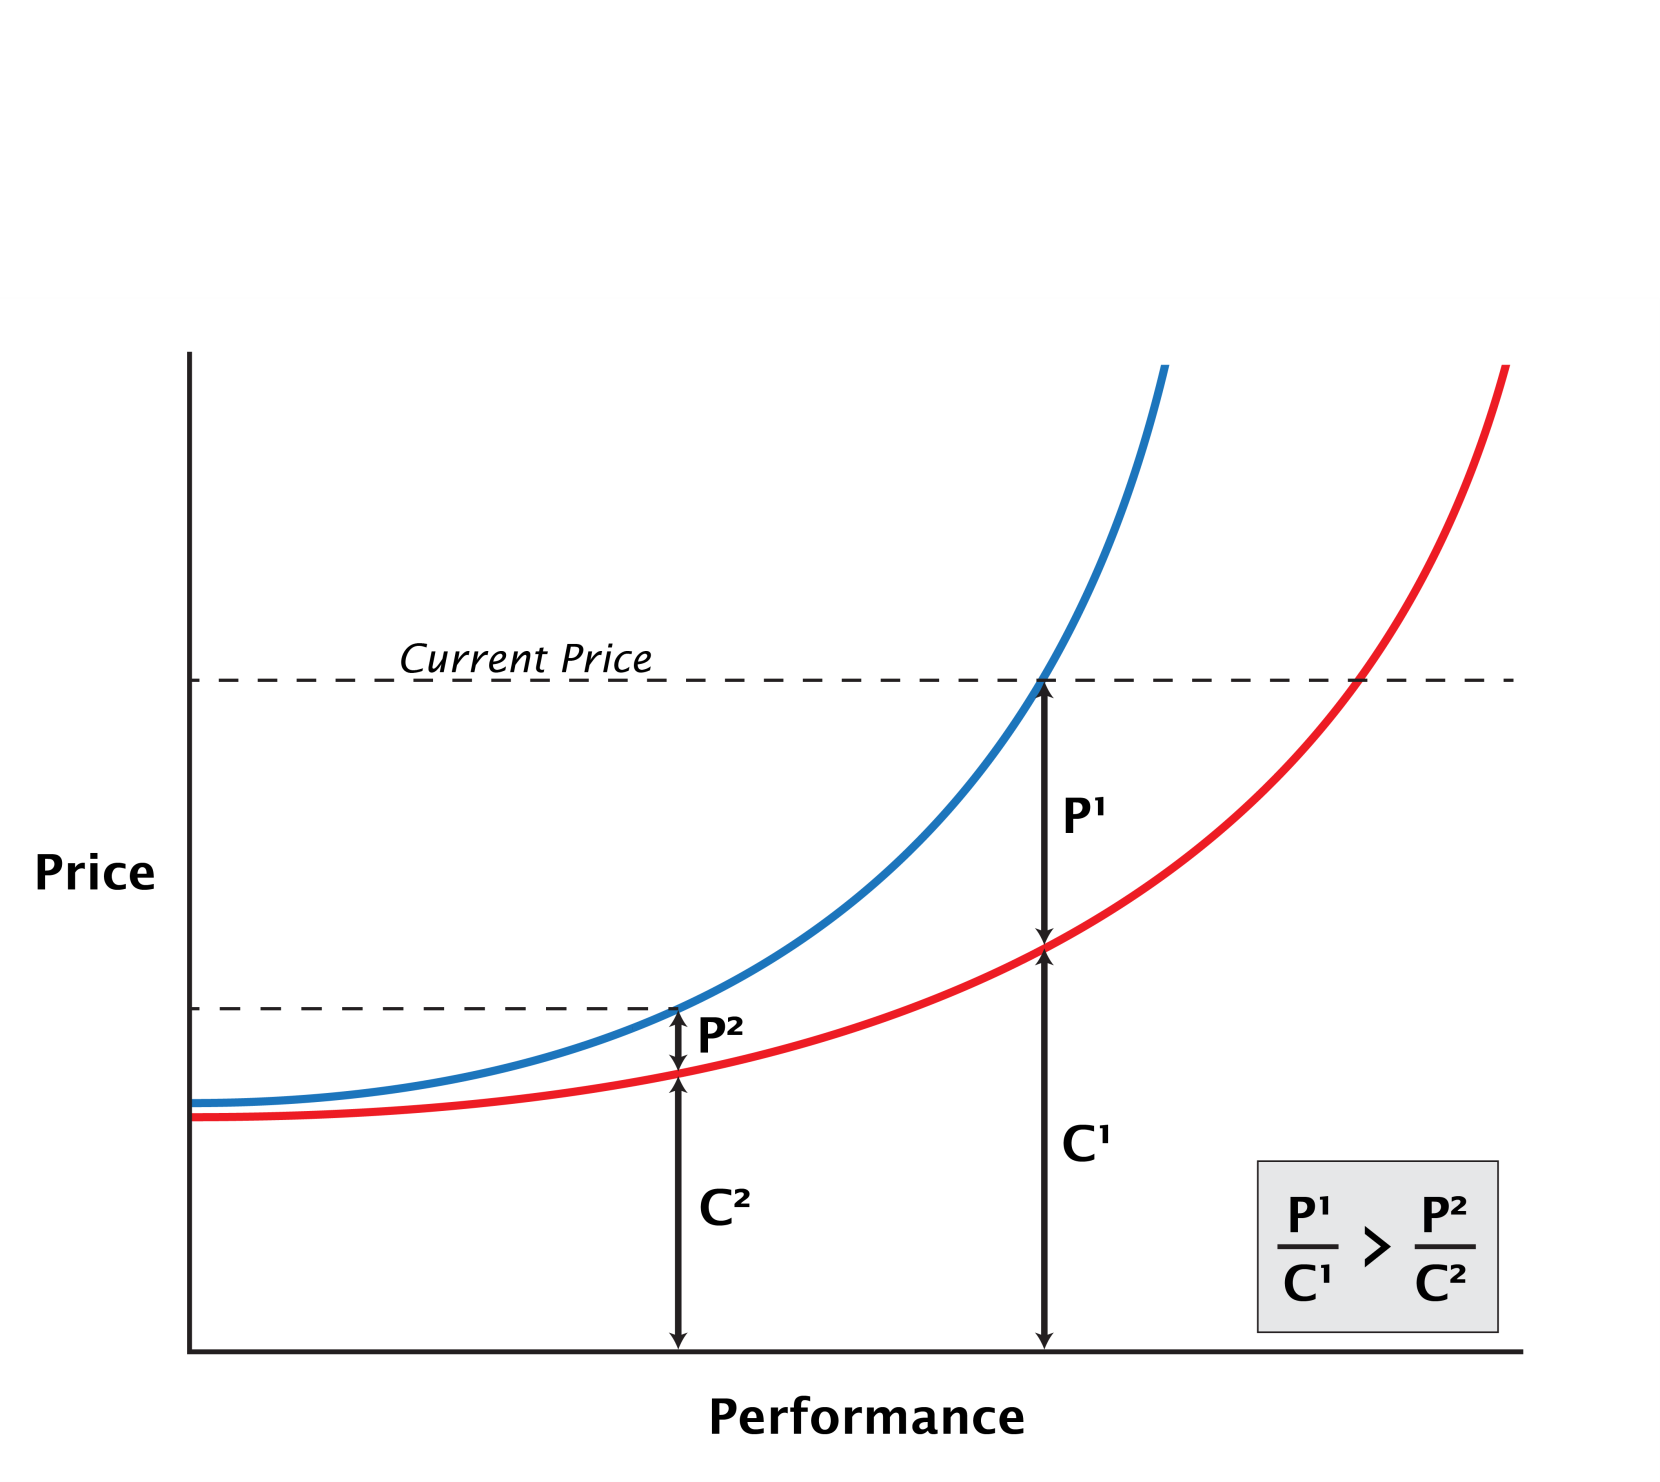 Current Price
P¹
Price
P²
C¹
C²
P¹ > P²
C¹ C²
Performance